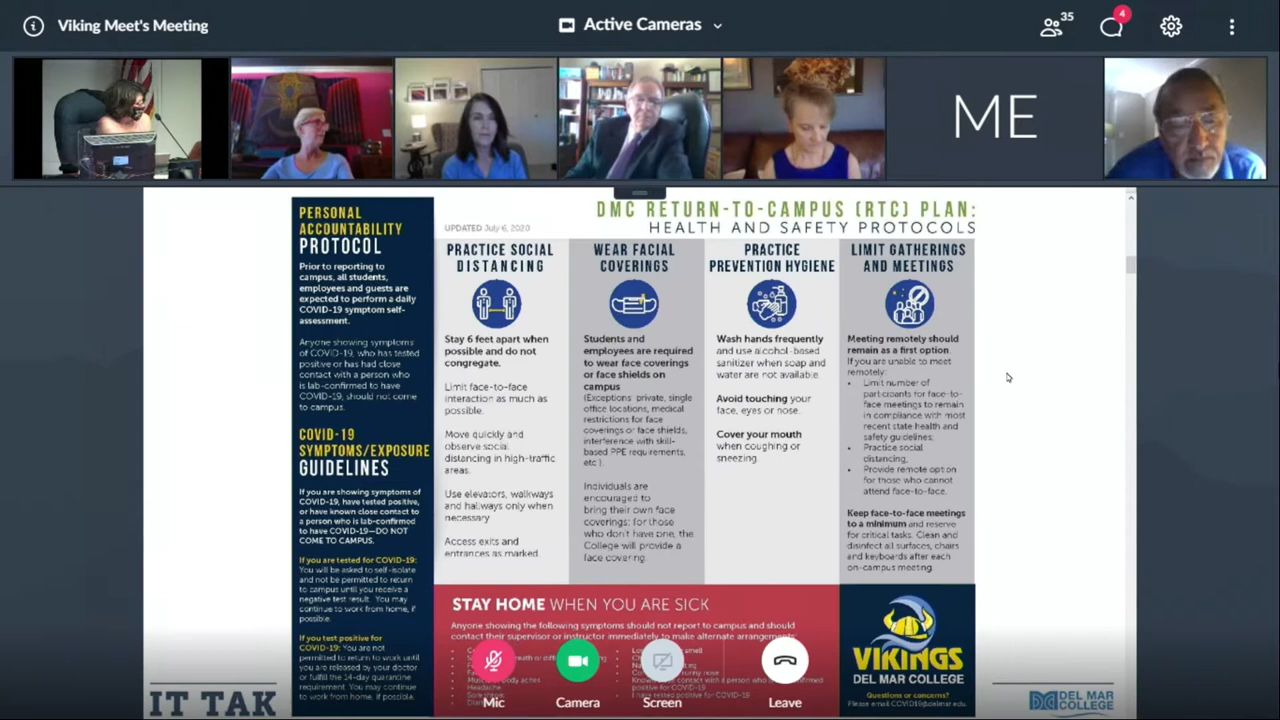 Viking Meet's Meeting
Active Cameras
35
4
ME
PERSONAL
ACCOUNTABILITY
PROTOCOL
Prior to reporting to
campus, all students,
employees and guests are
expected to perform a daily
COVID-19 symptom self-
assessment.
Anyone showing symptoms
of COVID-19, who has tested
positive or has had close
contact with a person who
is lab-confirmed to have
COVID-19, should not come
to campus.
COVID-19
SYMPTOMS/EXPOSURE
GUIDELINES
If you are showing symptoms of
COVID-19, have tested positive,
or have known close contact to
a person who is lab-confirmed
to have COVID-19—DO NOT
COME TO CAMPUS.
If you are tested for COVID-19:
You will be asked to self-isolate
and not be permitted to return
to campus until you receive a
negative test result. You may
continue to work from home, if
possible.
If you test positive for
COVID-19: You are not
permitted to return to work until
you are released by your doctor
or fulfill the 14-day quarantine
requirement. You may continue
to work from home, if possible.
UPDATED July 6, 2020
DMC RETURN-TO-CAMPUS (RTC) PLAN:
HEALTH AND SAFETY PROTOCOLS
PRACTICE SOCIAL
DISTANCING
Stay 6 feet apart when
possible and do not
congregate.
Limit face-to-face
interaction as much as
possible.
Move quickly and
observe social
distancing in high-traffic
areas.
Use elevators, walkways
and hallways only when
necessary
Access exits and
entrances as marked.
WEAR FACIAL
COVERINGS
Students and
employees are required
to wear face coverings
or face shields on
campus
(Exceptions: private, single
office locations, medical
restrictions for face
coverings or face shields,
interference with skill-
based PPE requirements,
etc.).
Individuals are
encouraged to
bring their own face
coverings; for those
who don't have one, the
College will provide a
face covering.
PRACTICE
PREVENTION HYGIENE
Wash hands frequently
and use alcohol-based
sanitizer when soap and
water are not available.
Avoid touching your
face, eyes or nose.
Cover your mouth
when coughing or
sneezing.
LIMIT GATHERINGS
AND MEETINGS
Meeting remotely should
remain as a first option.
If you are unable to meet
remotely:
• Limit number of
participants for face-to-
face meetings to remain
in compliance with most
recent state health and
safety guidelines;
• Practice social
distancing;
• Provide remote option
for those who cannot
attend face-to-face.
Keep face-to-face meetings
to a minimum and reserve
for critical tasks. Clean and
disinfect all surfaces, chairs
and keyboards after each
on-campus meeting.
STAY HOME WHEN YOU ARE SICK
Anyone showing the following symptoms should not report to campus and should
contact their supervisor or instructor immediately to make alternate arrangements:
body aches
Headache
positive for COVID-19
I have tested positive for COVID-19
VIKINGS
DEL MAR COLLEGE
Questions or concerns?
Please email COVID19@delmar.edu.
Mic
Camera
Screen
Leave
IT TAK
DEL MAR
COLLEGE